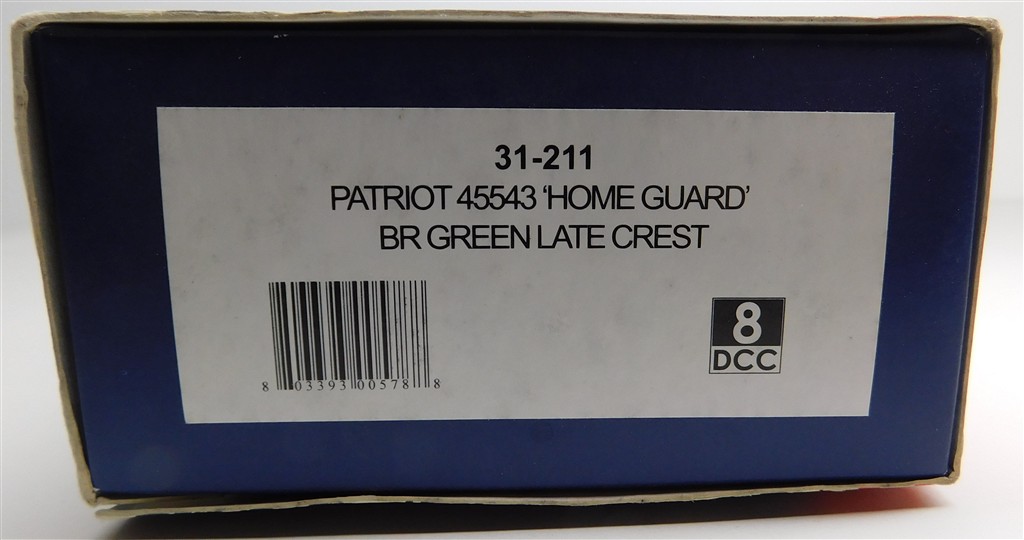 31-211
PATRIOT 45543 ‘HOME GUARD’
BR GREEN LATE CREST
8 03393 00578 8
8
DCC